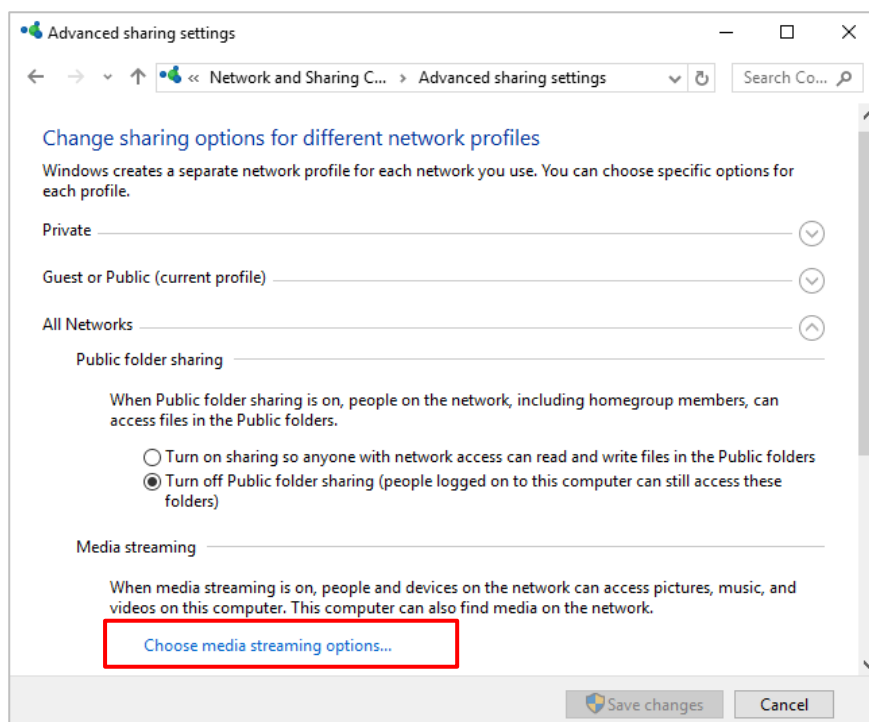 Advanced sharing settings
« Network and Sharing C... › Advanced sharing settings
Search Co...
Change sharing options for different network profiles
Windows creates a separate network profile for each network you use. You can choose specific options for
each profile.
Private
Guest or Public (current profile)
All Networks
Public folder sharing
When Public folder sharing is on, people on the network, including homegroup members, can
access files in the Public folders.
Turn on sharing so anyone with network access can read and write files in the Public folders
Turn off Public folder sharing (people logged on to this computer can still access these
folders)
Media streaming
When media streaming is on, people and devices on the network can access pictures, music, and
videos on this computer. This computer can also find media on the network.
Choose media streaming options...
Save changes
Cancel